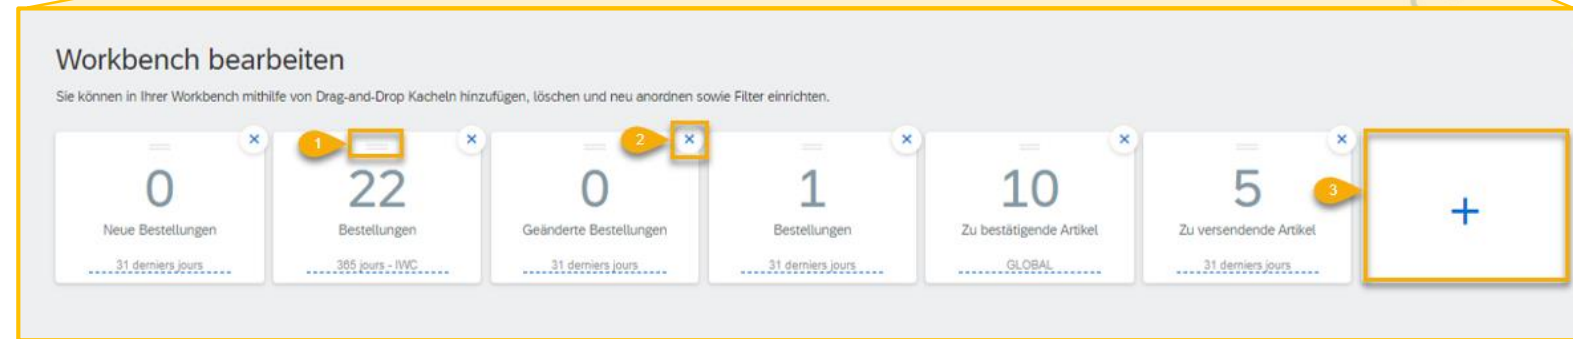 Workbench bearbeiten
Sie können in Ihrer Workbench mithilfe von Drag-and-Drop Kacheln hinzufügen, löschen und neu anordnen sowie Filter einrichten.
1
2
3
0
22
0
1
10
5
+
Neue Bestellungen
Bestellungen
Geänderte Bestellungen
Bestellungen
Zu bestätigende Artikel
Zu versendende Artikel
31 derniers jours
365 jours - IWC
31 derniers jours
31 derniers jours
GLOBAL
31 derniers jours